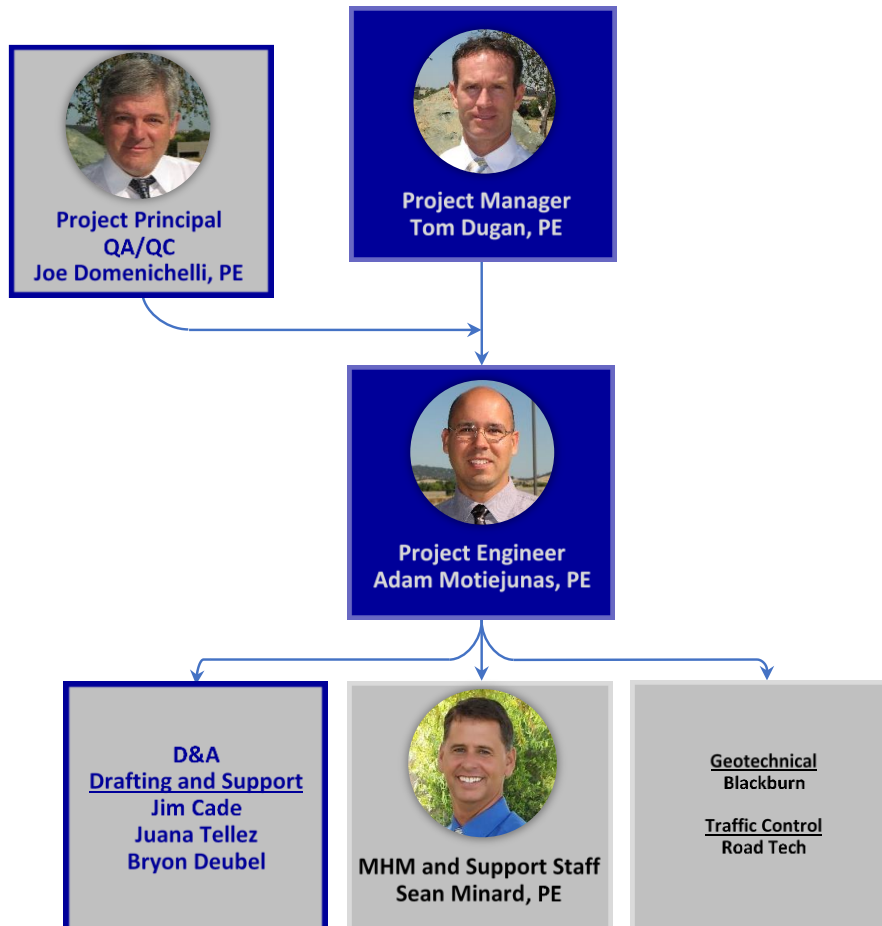 Project Principal
QA/QC
Joe Domenichelli, PE
Project Manager
Tom Dugan, PE
Project Engineer
Adam Motiejunas, PE
D&A
Drafting and Support
Jim Cade
Juana Tellez
Bryon Deubel
MHM and Support Staff
Sean Minard, PE
Geotechnical
Blackburn
Traffic Control
Road Tech